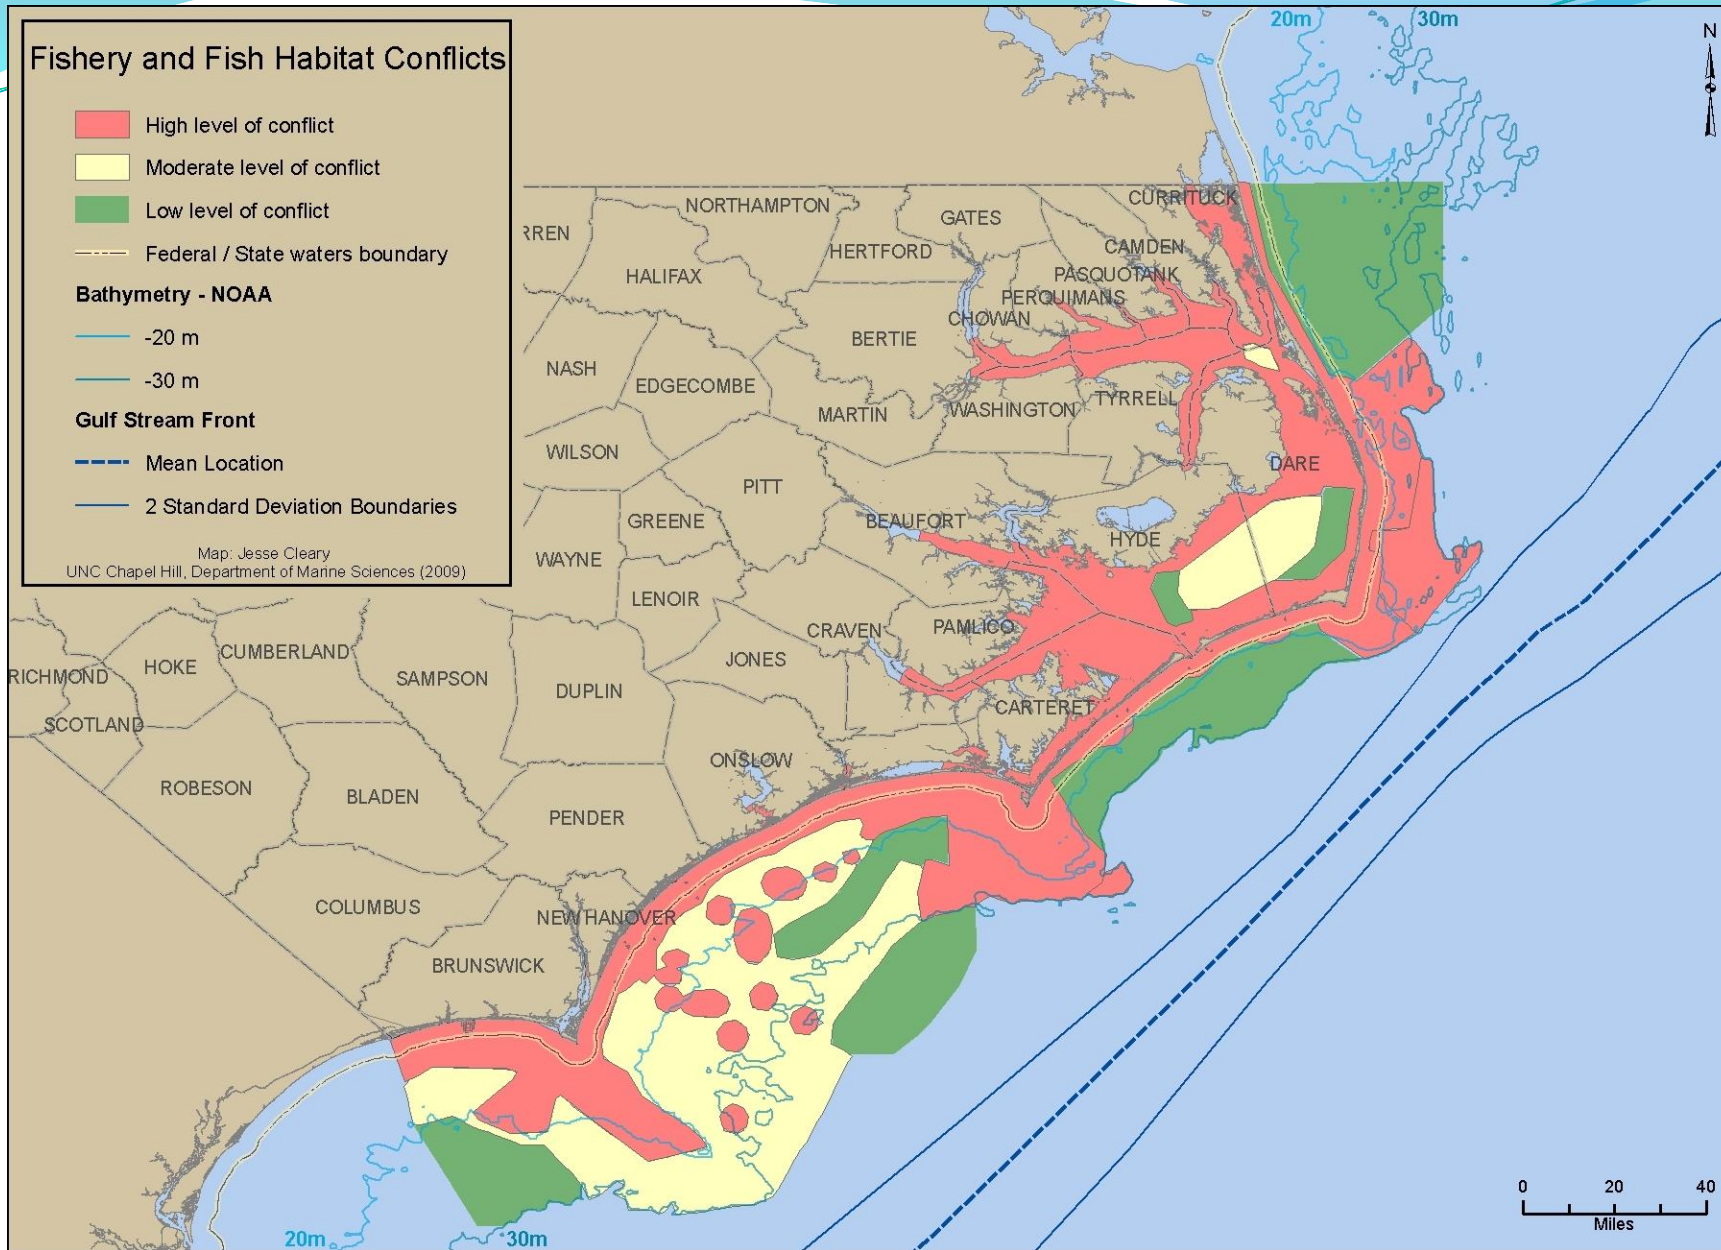 20m
30m
N
Fishery and Fish Habitat Conflicts
High level of conflict
Moderate level of conflict
Low level of conflict
Federal / State waters boundary
Bathymetry - NOAA
-20 m
-30 m
Gulf Stream Front
Mean Location
2 Standard Deviation Boundaries
Map: Jesse Cleary
UNC Chapel Hill, Department of Marine Sciences (2009)
CURRITUCK
NORTHAMPTON
GATES
RREN
HERTFORD
CAMDEN
HALIFAX
PASQUOTANK
PERQUIMANS
CHOWAN
BERTIE
NASH
EDGECOMBE
TYRRELL
MARTIN
WASHINGTON
WILSON
DARE
PITT
GREENE
BEAUFORT
HYDE
WAYNE
LENOIR
CRAVEN
PAMLICO
CUMBERLAND
JONES
HOKE
RICHMOND
SAMPSON
DUPLIN
CARTERET
SCOTLAND
ONSLOW
ROBESON
BLADEN
PENDER
COLUMBUS
NEW HANOVER
BRUNSWICK
0 20 40
Miles
20m
30m